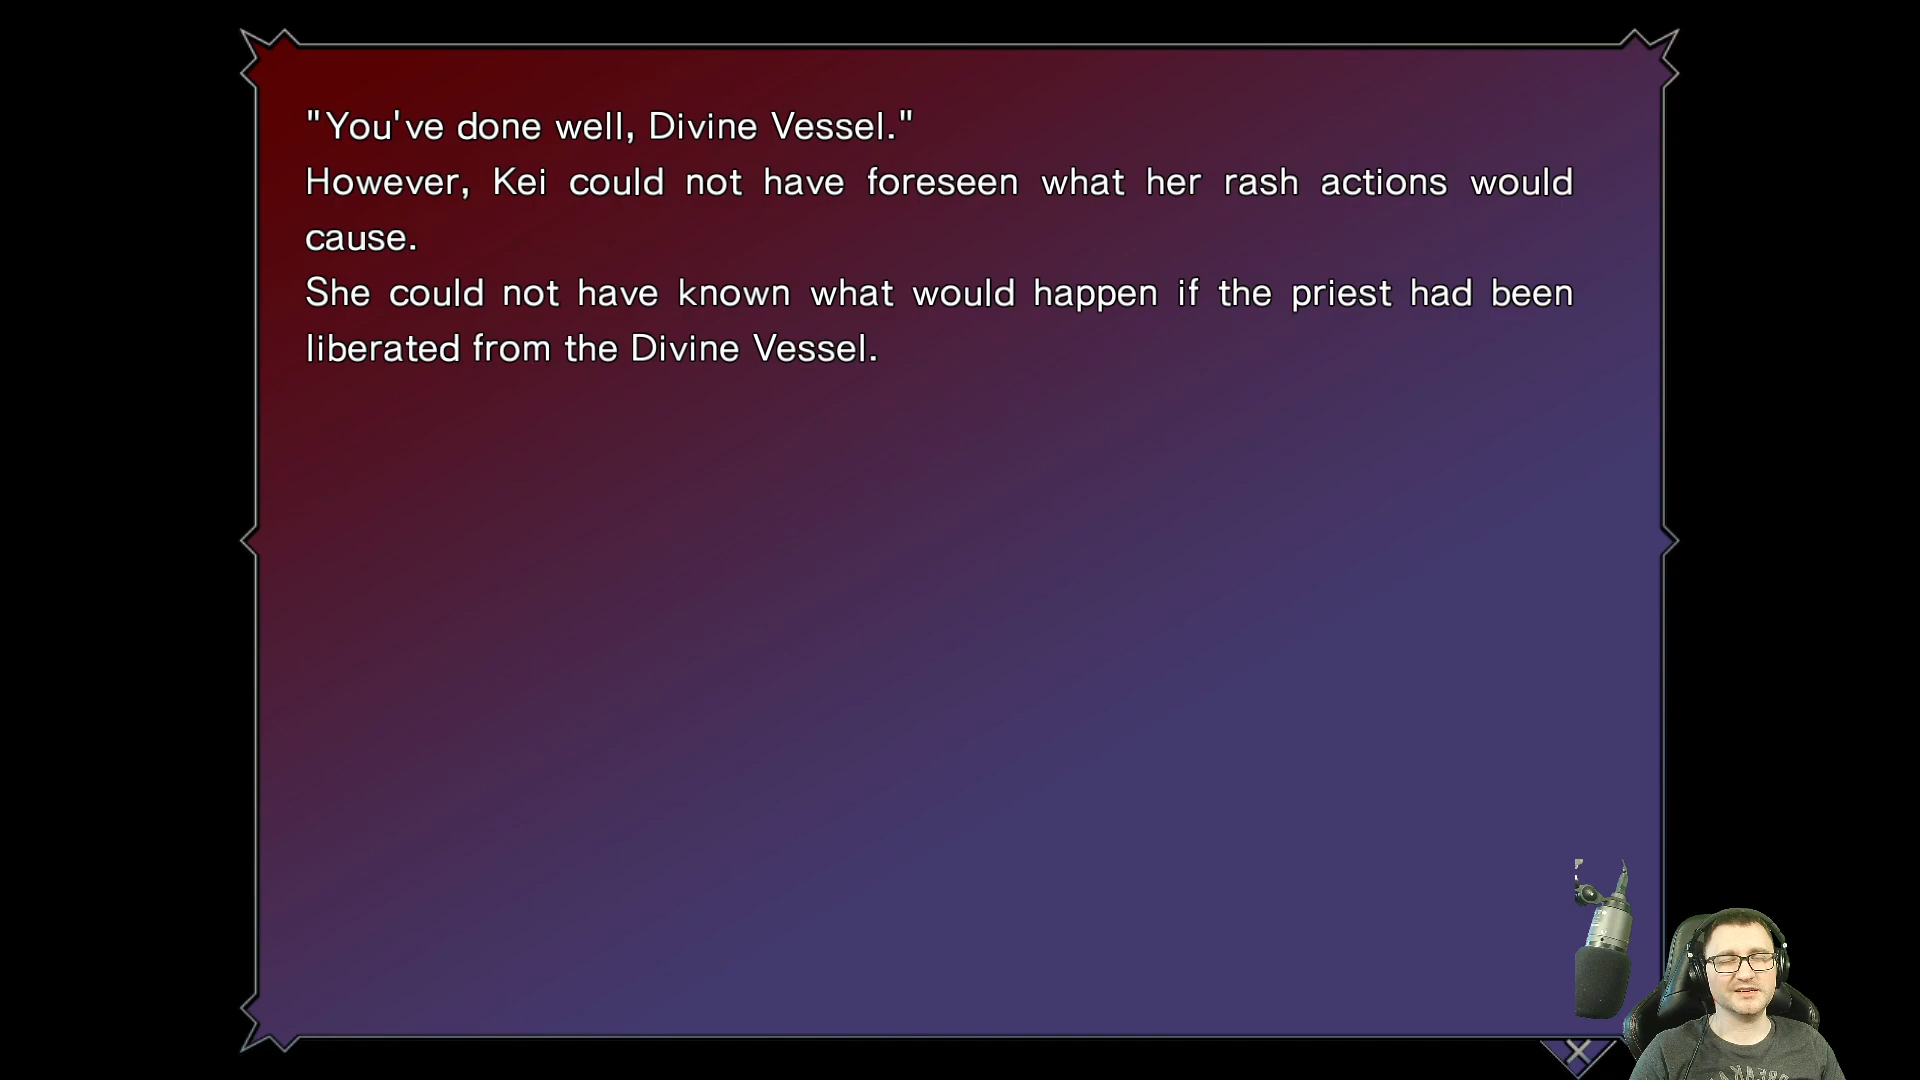 "You've done well, Divine Vessel."
However, Kei could not have foreseen what her rash actions would
cause.
She could not have known what would happen if the priest had been
liberated from the Divine Vessel.